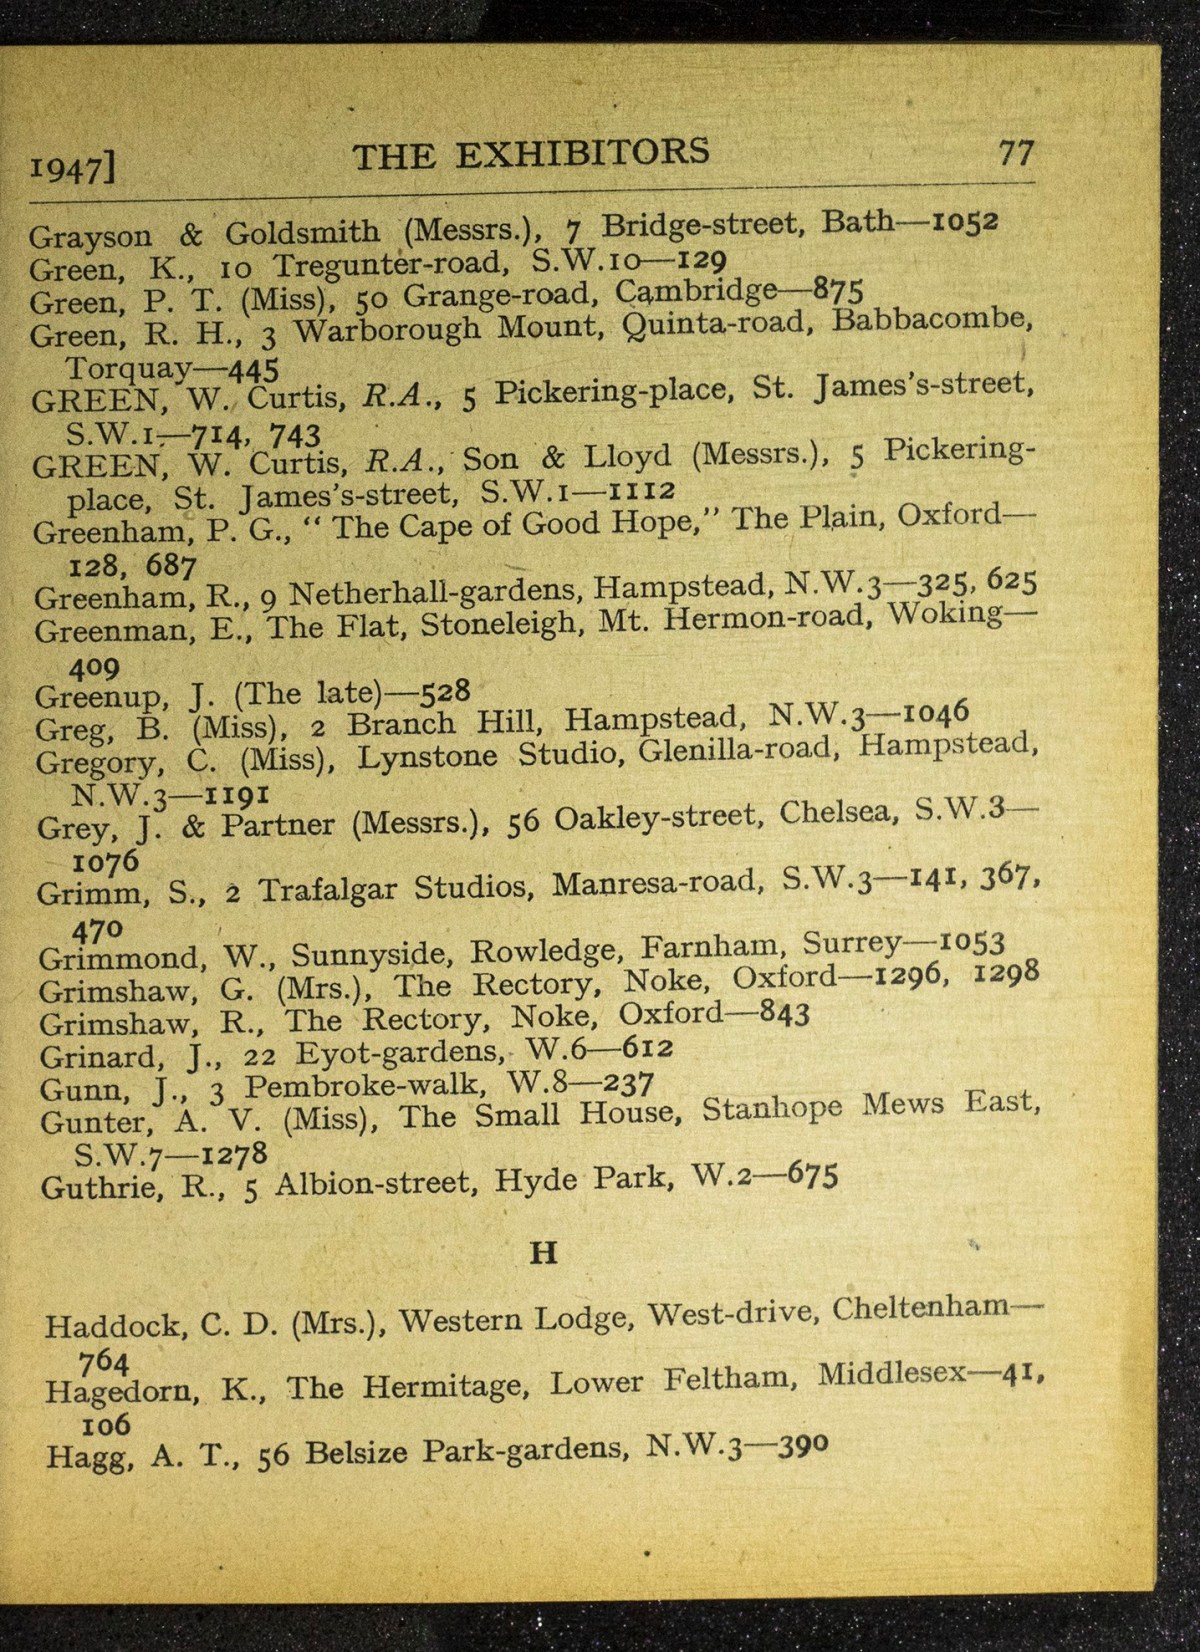 1947] THE EXHIBITORS 77
Grayson & Goldsmith (Messrs.), 7 Bridge-street, Bath—1052
Green, K., 10 Tregunter-road, S.W.10—129
Green, P. T. (Miss), 50 Grange-road, Cambridge—875
Green, R. H., 3 Warborough Mount, Quinta-road, Babbacombe,
Torquay—445
GREEN, W. Curtis, R.A., 5 Pickering-place, St. James's-street,
S.W.1—714, 743
GREEN, W. Curtis, R.A., Son & Lloyd (Messrs.), 5 Pickering-
place, St. James's-street, S.W.1—1112
Greenham, P. G., “ The Cape of Good Hope,” The Plain, Oxford—
128, 687
Greenham, R., 9 Netherhall-gardens, Hampstead, N.W.3—325, 625
Greenman, E., The Flat, Stoneleigh, Mt. Hermon-road, Woking—
409
Greenup, J. (The late)—528
Greg, B. (Miss), 2 Branch Hill, Hampstead, N.W.3—1046
Gregory, C. (Miss), Lynstone Studio, Glenilla-road, Hampstead,
N.W.3—1191
Grey, J. & Partner (Messrs.), 56 Oakley-street, Chelsea, S.W.3—
1076
Grimm, S., 2 Trafalgar Studios, Manresa-road, S.W.3—141, 367,
470
Grimmond, W., Sunnyside, Rowledge, Farnham, Surrey—1053
Grimshaw, G. (Mrs.), The Rectory, Noke, Oxford—1296, 1298
Grimshaw, R., The Rectory, Noke, Oxford—843
Grinard, J., 22 Eyot-gardens, W.6—612
Gunn, J., 3 Pembroke-walk, W.8—237
Gunter, A. V. (Miss), The Small House, Stanhope Mews East,
S.W.7—1278
Guthrie, R., 5 Albion-street, Hyde Park, W.2—675
H
Haddock, C. D. (Mrs.), Western Lodge, West-drive, Cheltenham—
764
Hagedorn, K., The Hermitage, Lower Feltham, Middlesex—41,
106
Hagg, A. T., 56 Belsize Park-gardens, N.W.3—390